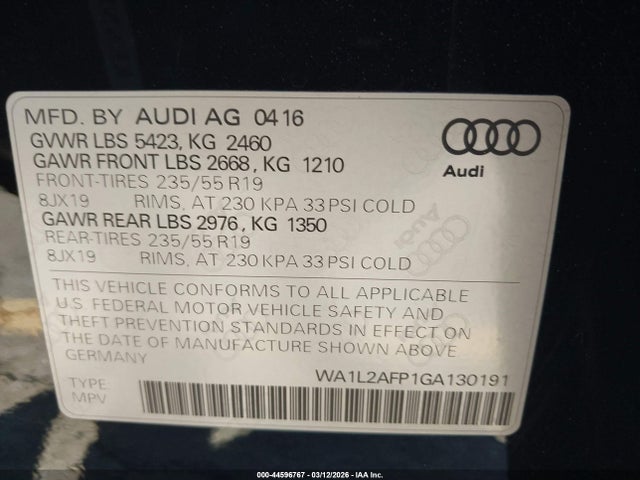 MFD. BY AUDI AG 0416
GVWR LBS 5423, KG 2460
GAWR FRONT LBS 2668, KG 1210
FRONT-TIRES 235/55 R19
8JX19 RIMS, AT 230 KPA 33 PSI COLD
GAWR REAR LBS 2976, KG 1350
REAR-TIRES 235/55 R19
8JX19 RIMS, AT 230 KPA 33 PSI COLD
Audi
THIS VEHICLE CONFORMS TO ALL APPLICABLE
U.S. FEDERAL MOTOR VEHICLE SAFETY AND
THEFT PREVENTION STANDARDS IN EFFECT ON
THE DATE OF MANUFACTURE SHOWN ABOVE
GERMANY
WA1L2AFP1GA130191
TYPE:
MPV
Audi
000-44596767 - 03/12/2026 - IAA Inc.